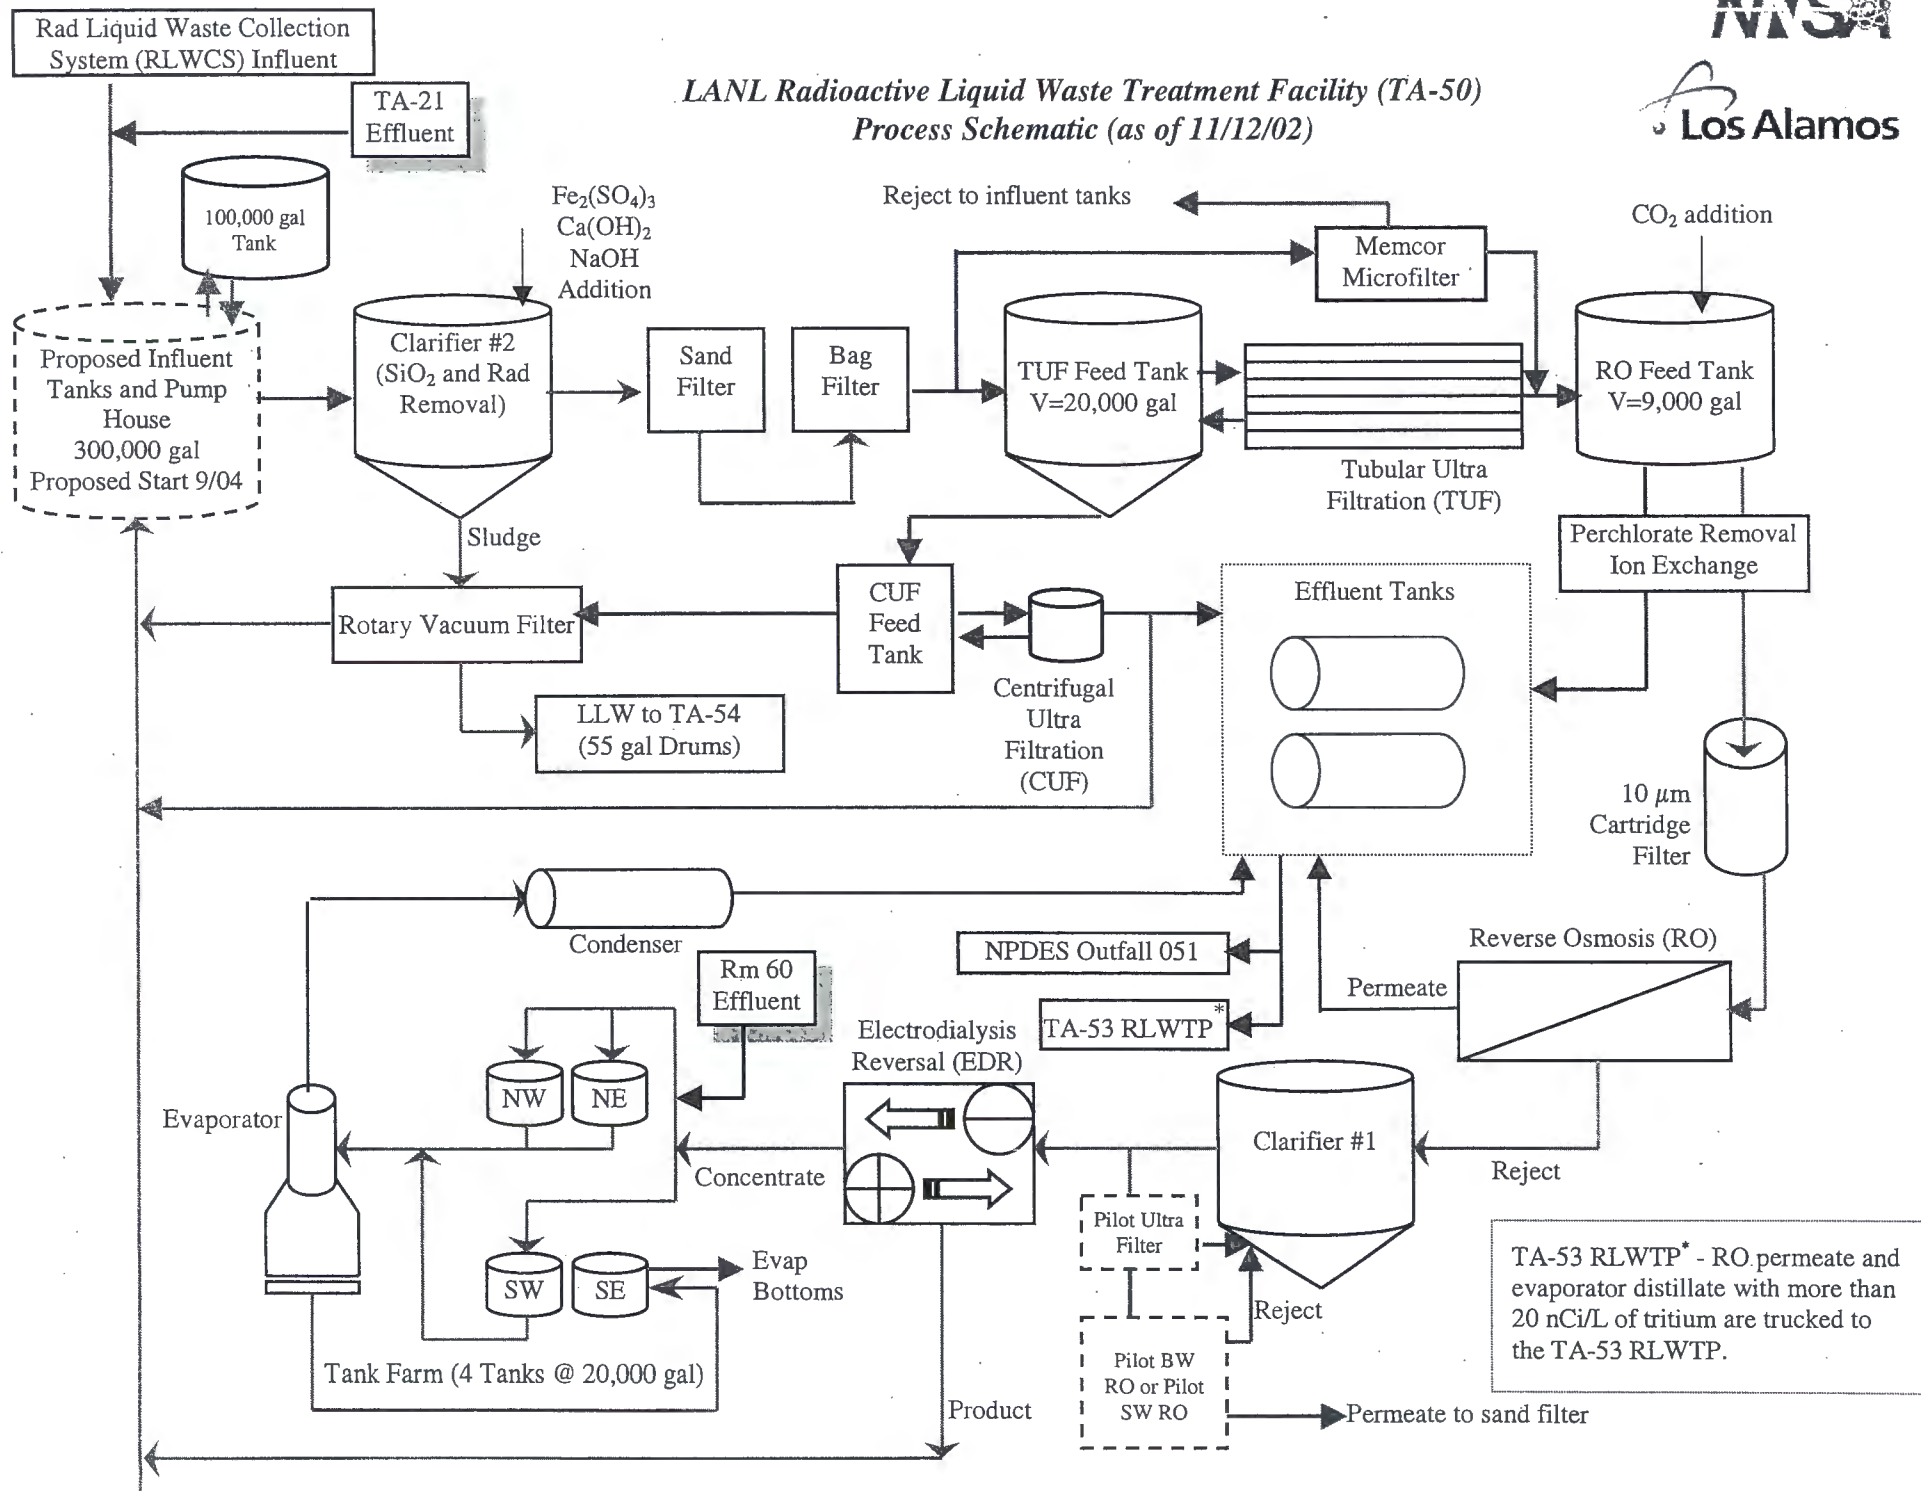 Rad Liquid Waste Collection
System (RLWCS) Influent
TA-21
Effluent
LANL Radioactive Liquid Waste Treatment Facility (TA-50)
Process Schematic (as of 11/12/02)
NNSA
Los Alamos
100,000 gal
Tank
Fe₂(SO₄)₃
Ca(OH)₂
NaOH
Addition
Reject to influent tanks
Memcor
Microfilter
CO₂ addition
Proposed Influent
Tanks and Pump
House
300,000 gal
Proposed Start 9/04
Clarifier #2
(SiO₂ and Rad
Removal)
Sand
Filter
Bag
Filter
TUF Feed Tank
V=20,000 gal
Tubular Ultra
Filtration (TUF)
RO Feed Tank
V=9,000 gal
Sludge
Perchlorate Removal
Ion Exchange
Rotary Vacuum Filter
CUF
Feed
Tank
Centrifugal
Ultra
Filtration
(CUF)
Effluent Tanks
LLW to TA-54
(55 gal Drums)
10 μm
Cartridge
Filter
Condenser
Rm 60
Effluent
NPDES Outfall 051
TA-53 RLWTP*
Permeate
Reverse Osmosis (RO)
Electrodialysis
Reversal (EDR)
Evaporator
NW
NE
Concentrate
Clarifier #1
Reject
SW
SE
Evap
Bottoms
Pilot Ultra
Filter
Reject
Tank Farm (4 Tanks @ 20,000 gal)
Pilot BW
RO or Pilot
SW RO
Product
Permeate to sand filter
TA-53 RLWTP* - RO permeate and
evaporator distillate with more than
20 nCi/L of tritium are trucked to
the TA-53 RLWTP.